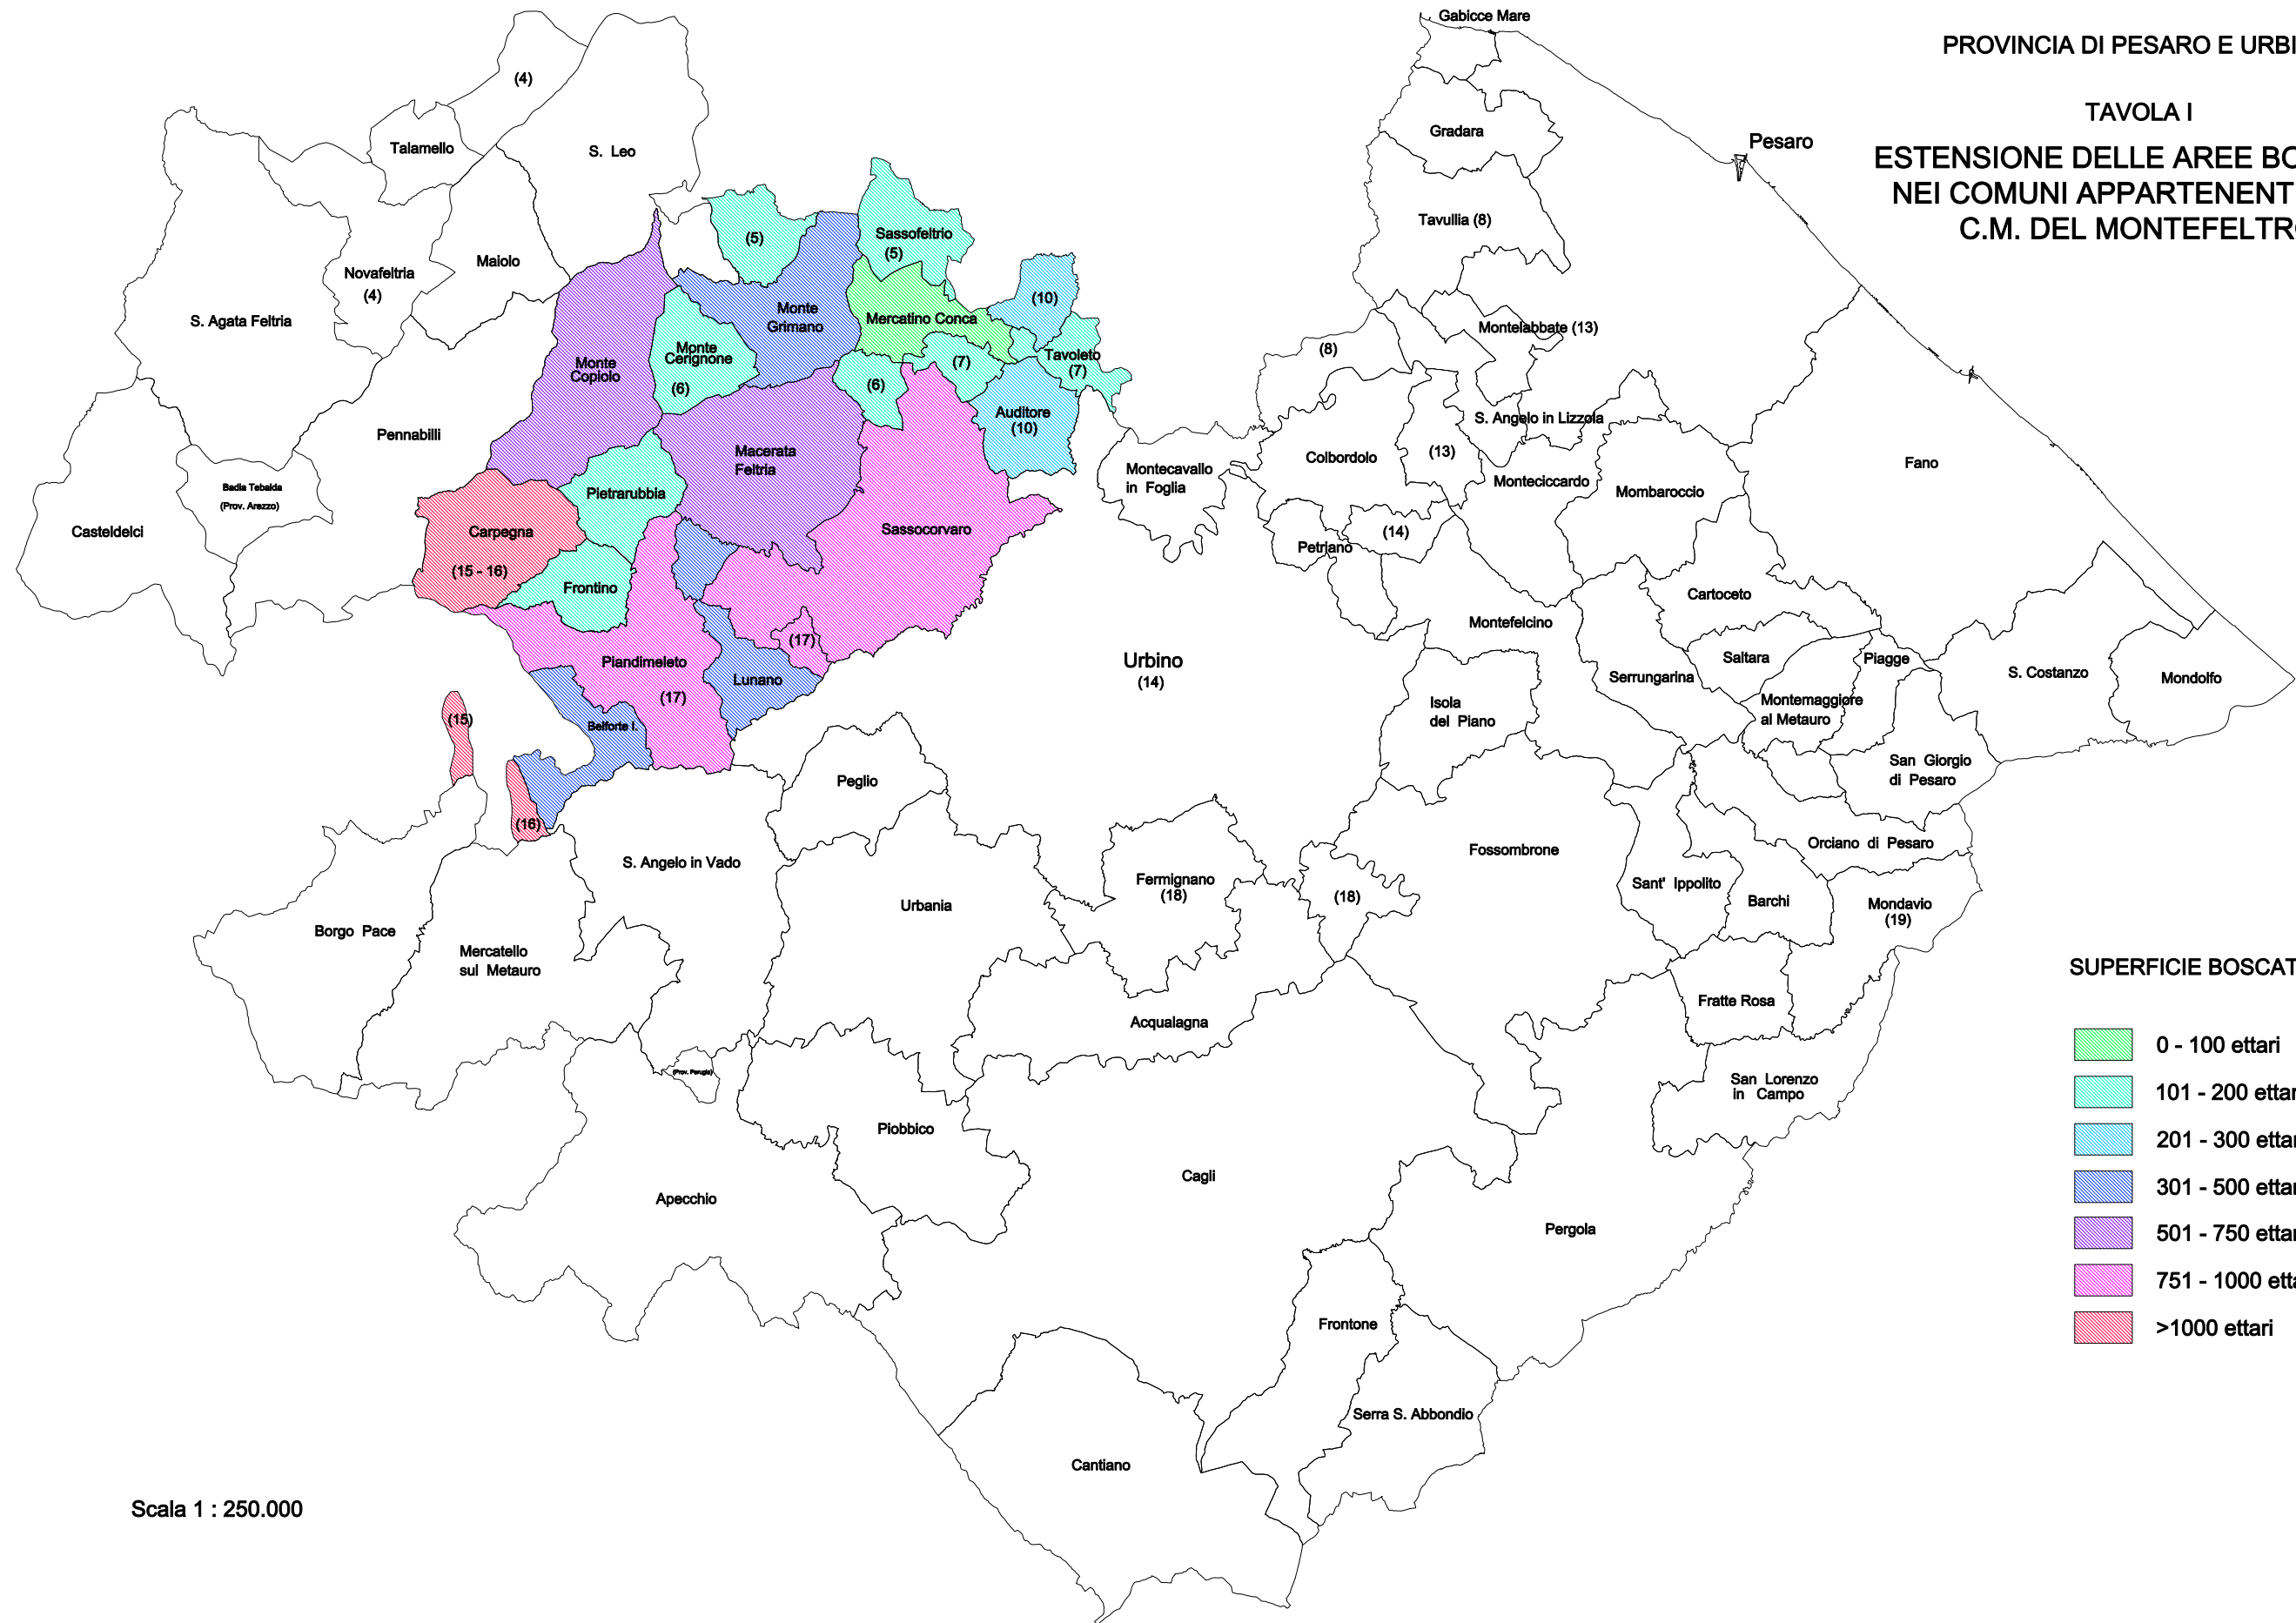 PROVINCIA DI PESARO E URBI
TAVOLA I
ESTENSIONE DELLE AREE BO
NEI COMUNI APPARTENENT
C.M. DEL MONTEFELTR
Gabicce Mare
Pesaro
Gradara
Tavullia (8)
(4)
Talamello
S. Leo
(5)
Sassofeltrio
(5)
Maiolo
Novafeltria
(4)
S. Agata Feltria
Monte
Grimano
Mercatino Conca
(10)
Montelabbate (13)
(8)
Monte
Cerignone
(6)
Monte
Copiolo
(6)
(7)
Tavoleto
(7)
Auditore
(10)
S. Angelo in Lizzola
Pennabilli
Macerata
Feltria
Montecavallo
in Foglia
Colbordolo
(13)
Monteciccardo
Mombaroccio
Fano
Badia Tebalda
(Prov. Arezzo)
Casteldelci
Pietrarubbia
Carpegna
(15 - 16)
Sassocorvaro
Petriano
(14)
Frontino
Cartoceto
Montefelcino
Piandimeleto
(17)
(17)
Lunano
Urbino
(14)
Serrungarina
Saltara
Piagge
S. Costanzo
Mondolfo
Isola
del Piano
Montemaggiore
al Metauro
(15)
Belforte I.
San Giorgio
di Pesaro
Peglio
(16)
S. Angelo in Vado
Fossombrone
Orciano di Pesaro
Fermignano
(18)
(18)
Sant' Ippolito
Barchi
Mondavio
(19)
Urbania
Borgo Pace
Mercatello
sul Metauro
Fratte Rosa
Acqualagna
(Prov. Perugia)
San Lorenzo
in Campo
Piobbico
Cagli
Apecchio
Pergola
Frontone
Serra S. Abbondio
Cantiano
SUPERFICIE BOSCAT
0 - 100 ettari
101 - 200 ettar
201 - 300 ettar
301 - 500 ettar
501 - 750 ettar
751 - 1000 etta
>1000 ettari
Scala 1 : 250.000